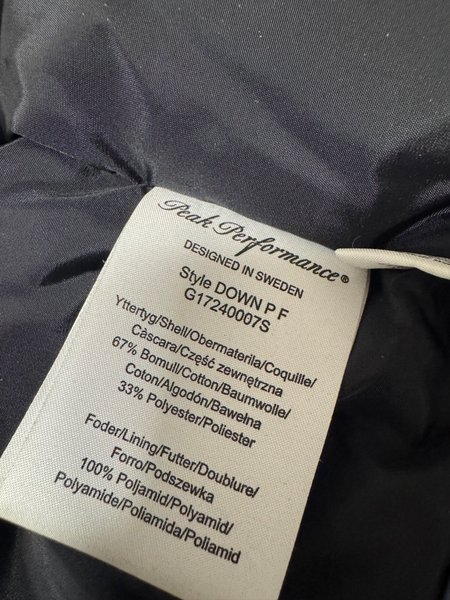 Peak Performance®
DESIGNED IN SWEDEN
Style DOWN P F
G17240007S
Yttertyg/Shell/Obermaterila/Coquille/
Càscara/Część zewnętrzna
67% Bomull/Cotton/Baumwolle/
Coton/Algodón/Bawełna
33% Polyester/Poliester
Foder/Lining/Futter/Doublure/
Forro/Podszewka
100% Poljamid/Polyamid/
Polyamide/Poliamida/Poliamid